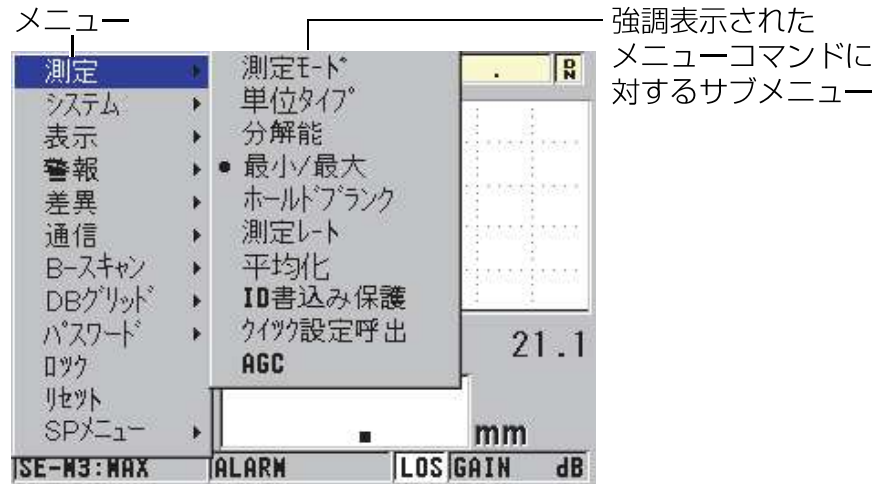 メニュー
強調表示された
メニューコマンドに
対するサブメニュー
測定
システム
表示
警報
差異
通信
B-スキャン
DBグリッド
パスワード
ロック
リセット
SPメニュー
測定モード
単位タイプ
分解能
• 最小/最大
ホールドブランク
測定レート
平均化
ID書込み保護
クイック設定呼出
AGC
.
DN
21.1
mm
SE-M3:MAX
ALARM
LOS
GAIN dB